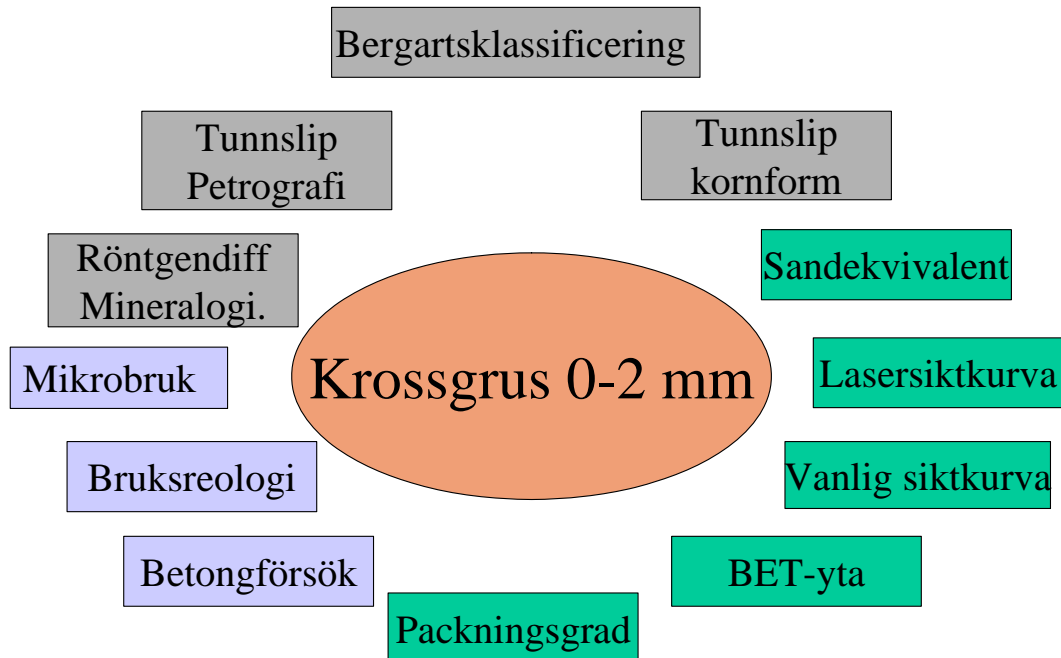 Bergartsklassificering
Tunnslip
Petrografi
Tunnslip
kornform
Röntgendiff
Mineralogi.
Sandekvivalent
Mikrobruk
Krossgrus 0-2 mm
Lasersiktkurva
Bruksreologi
Vanlig siktkurva
Betongförsök
BET-yta
Packningsgrad